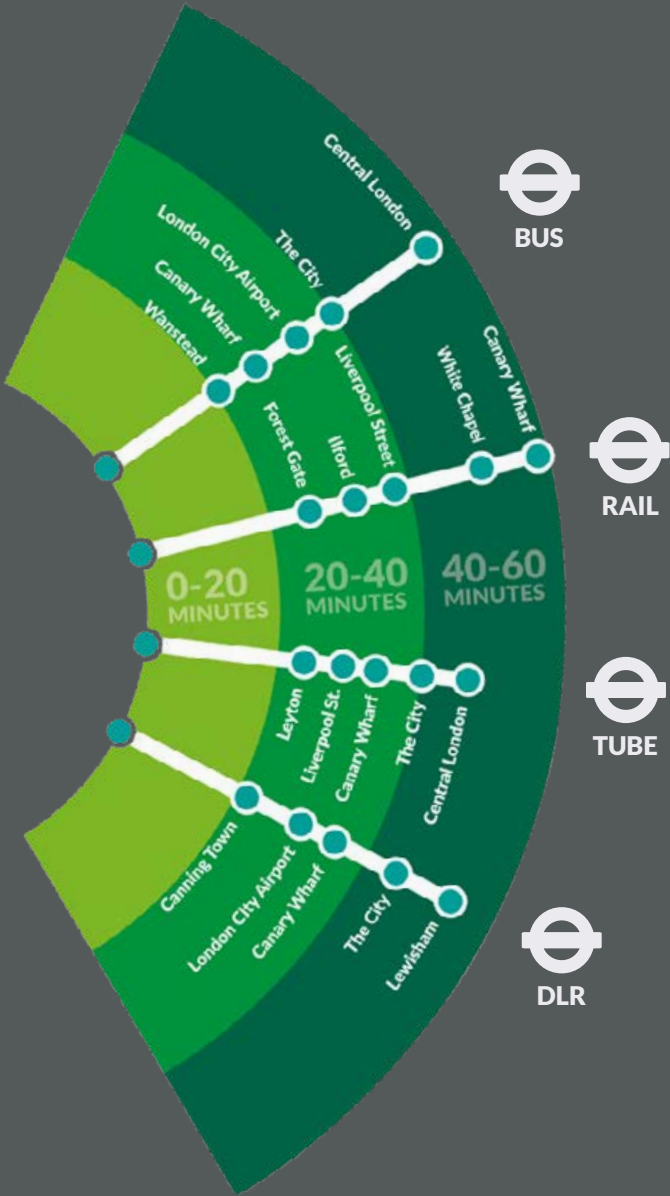 Central London
The City
London City Airport
Canary Wharf
Wanstead
BUS
Canary Wharf
White Chapel
Liverpool Street
Ilford
Forest Gate
RAIL
0-20
MINUTES
20-40
MINUTES
40-60
MINUTES
Leyton
Liverpool St.
Canary Wharf
The City
Central London
TUBE
Canning Town
London City Airport
Canary Wharf
The City
Lewisham
DLR